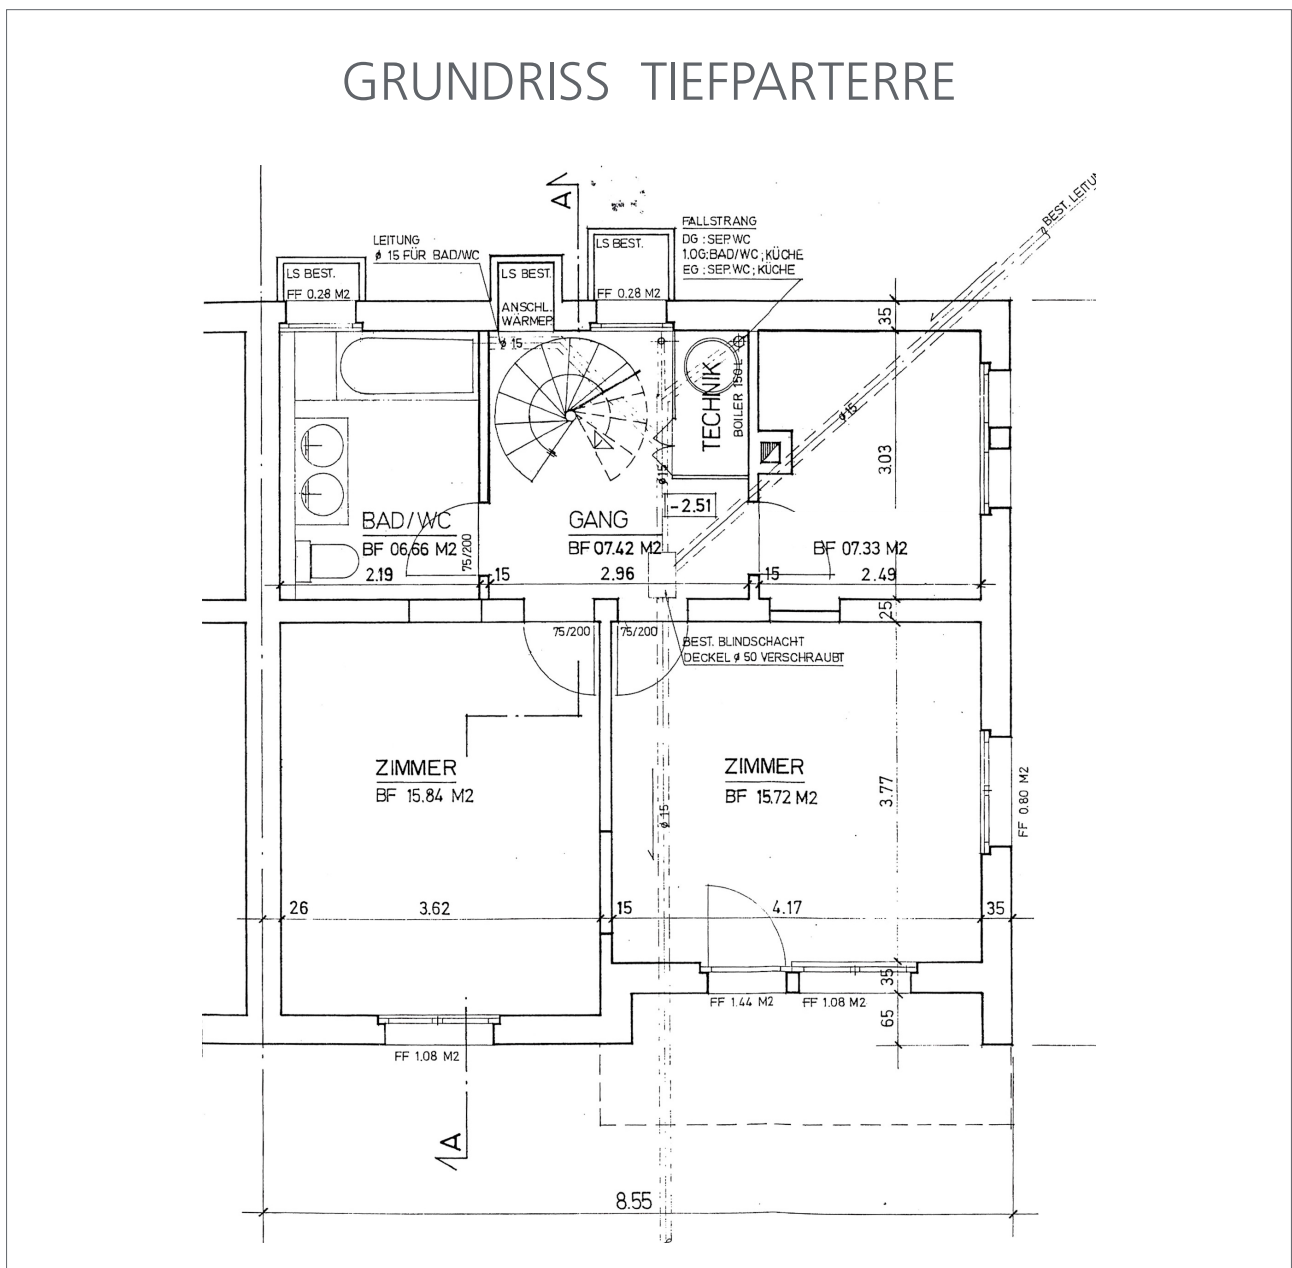 GRUNDRISS TIEFPARTERRE
A
BEST. LEITUN
LEITUNG
ø 15 FÜR BAD/WC
LS BEST.
FALLSTRANG
DG : SEP. WC
1.OG: BAD/WC ; KÜCHE
EG : SEP. WC ; KÜCHE
LS BEST.
FF 0.28 M2
LS BEST.
ANSCHL.
WÄRMEP.
FF 0.28 M2
35
ø 15
TECHNIK
BOILER 150 L
ø 15
3.03
ø 15
-2.51
BAD/WC
BF 06.66 M2
75/200
GANG
BF 07.42 M2
BF 07.33 M2
2.19
15
2.96
15
2.49
25
75/200
75/200
BEST. BLINDSCHACHT
DECKEL ø 50 VERSCHRAUBT
ZIMMER
BF 15.84 M2
ZIMMER
BF 15.72 M2
3.77
FF 0.80 M2
ø 15
26
3.62
15
4.17
35
35
FF 1.44 M2
FF 1.08 M2
65
FF 1.08 M2
A
8.55